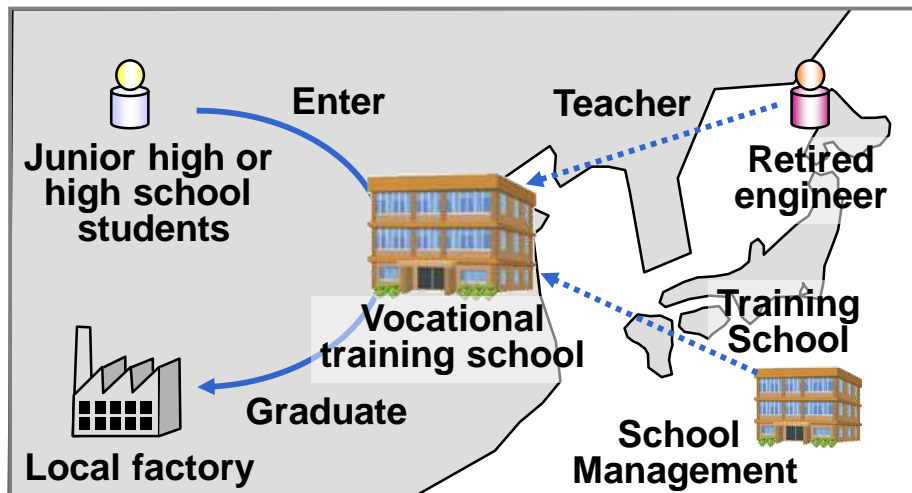 Enter
Teacher
Junior high or
high school
students
Retired
engineer
Vocational
training school
Training
School
Graduate
Local factory
School
Management